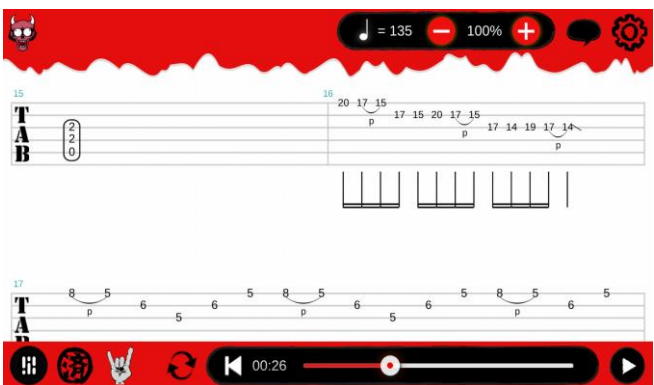 = 135 − 100% +
15 16
20 17 15
T 17 15 20 17 15
p
A 2 17 14 19 17 14
p
2
B 0 p
17
8 5 5 8 5 5 8 5 5
T 6 6 6 6 6
p p p
5 5
A
済
00:26